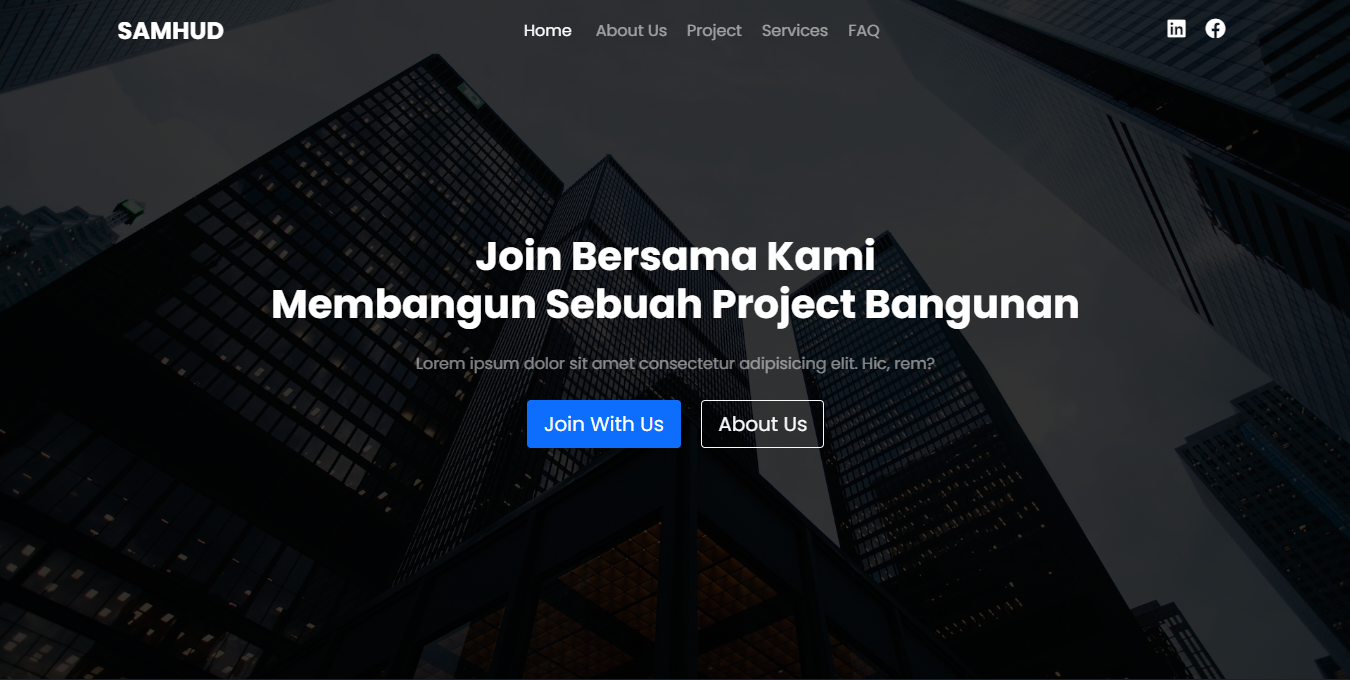 SAMHUD
Home About Us Project Services FAQ
Join Bersama Kami
Membangun Sebuah Project Bangunan
Lorem ipsum dolor sit amet consectetur adipisicing elit. Hic, rem?
Join With Us
About Us